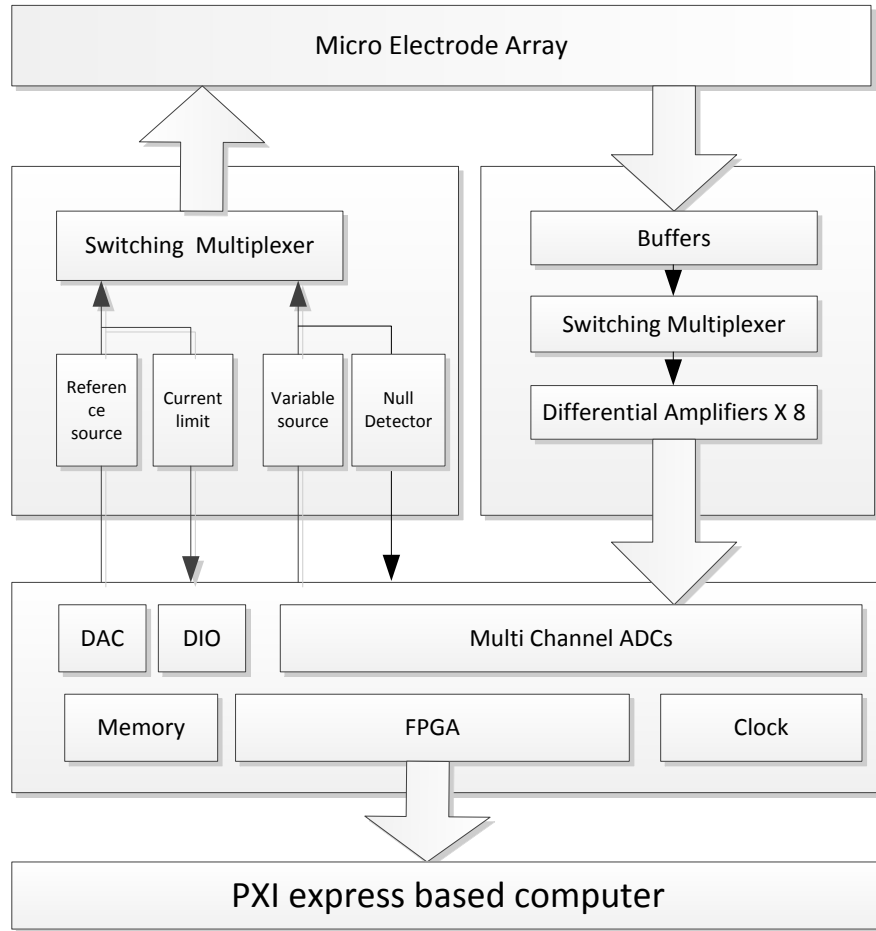 Micro Electrode Array
Switching Multiplexer
Referen
ce
source
Current
limit
Variable
source
Null
Detector
Buffers
Switching Multiplexer
Differential Amplifiers X 8
DAC
DIO
Multi Channel ADCs
Memory
FPGA
Clock
PXI express based computer